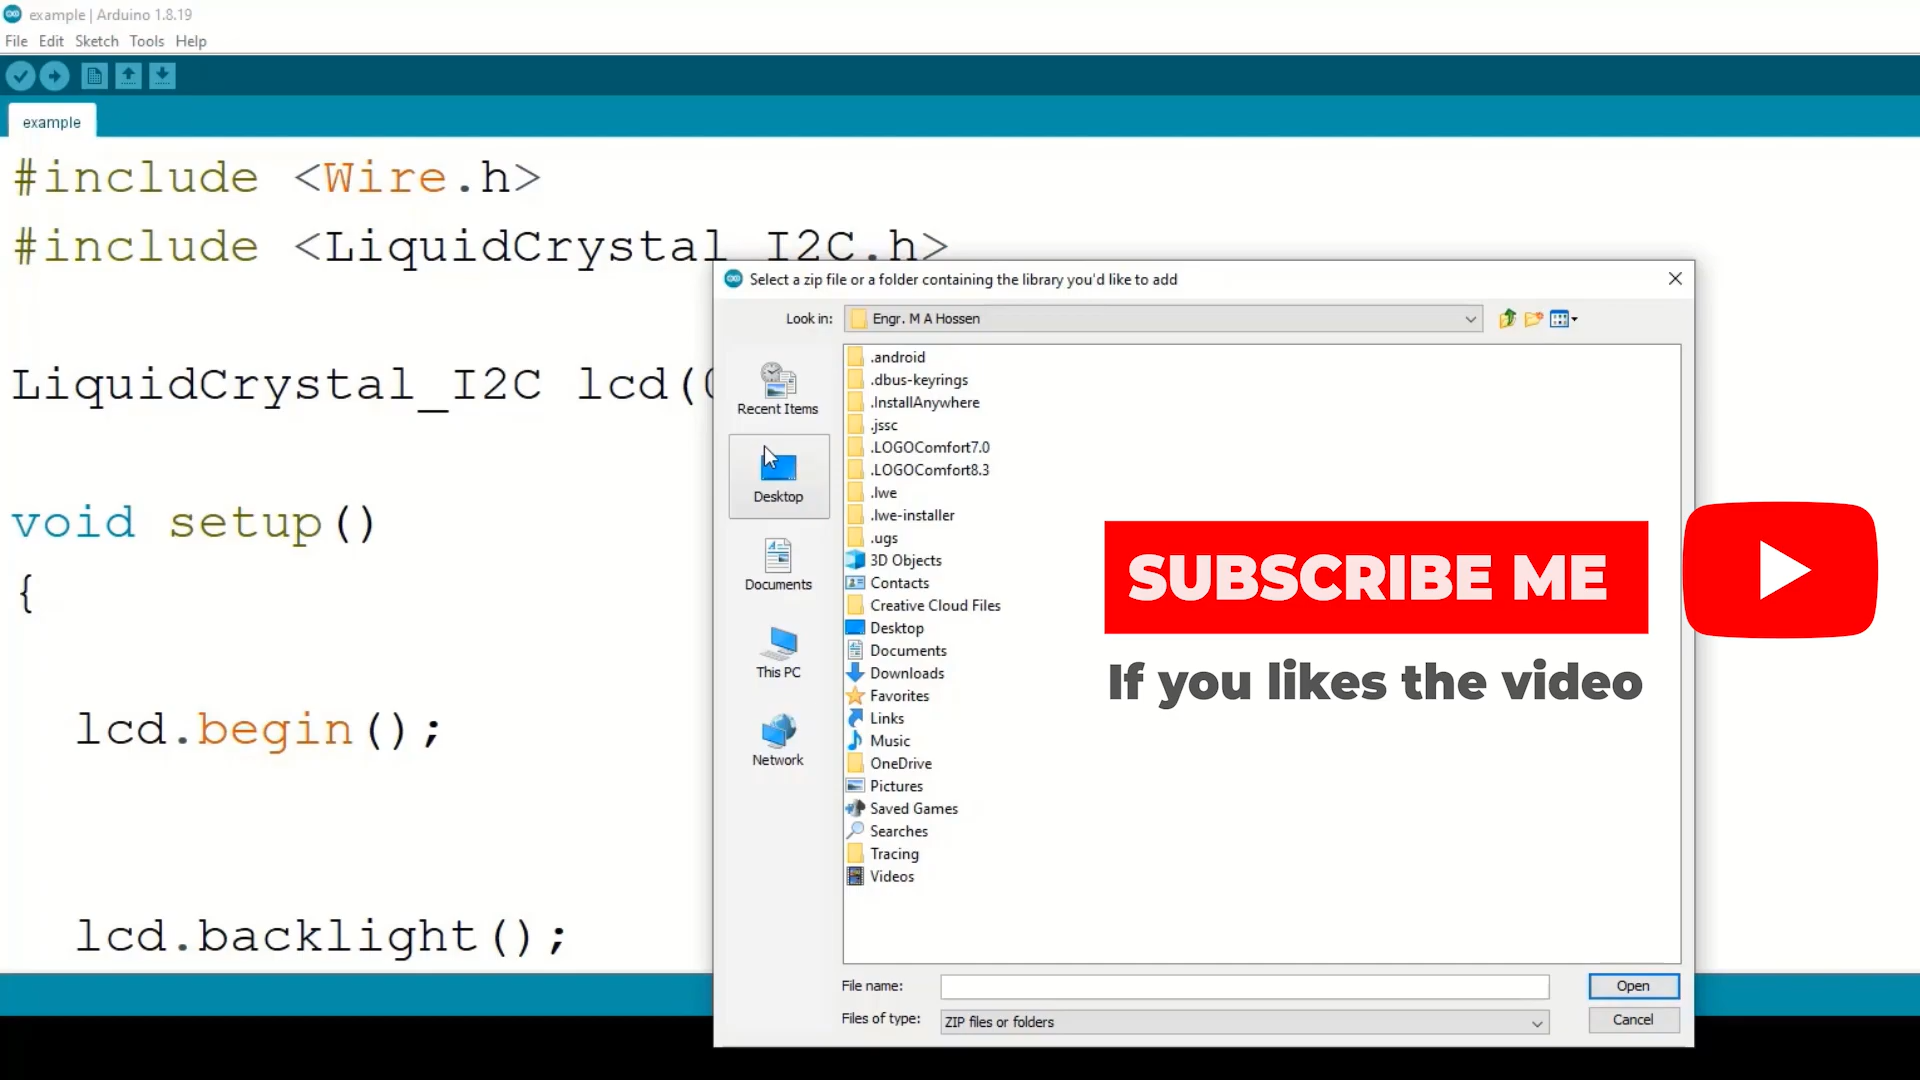 example | Arduino 1.8.19
File Edit Sketch Tools Help
example
#include <Wire.h>
#include <LiquidCrystal_I2C.h>
LiquidCrystal_I2C lcd(
void setup()
{
lcd.begin();
lcd.backlight();
Select a zip file or a folder containing the library you'd like to add
Look in: Engr. M A Hossen
Recent Items
Desktop
Documents
This PC
Network
.android
.dbus-keyrings
.InstallAnywhere
.jssc
.LOGOComfort7.0
.LOGOComfort8.3
.lwe
.lwe-installer
.ugs
3D Objects
Contacts
Creative Cloud Files
Desktop
Documents
Downloads
Favorites
Links
Music
OneDrive
Pictures
Saved Games
Searches
Tracing
Videos
File name:
Open
Files of type: ZIP files or folders
Cancel
SUBSCRIBE ME
If you likes the video